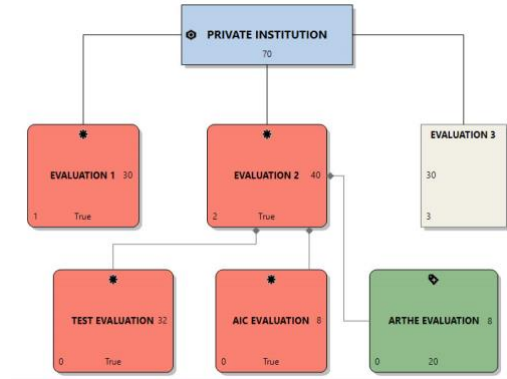 PRIVATE INSTITUTION
70
EVALUATION 1 30
1 True
EVALUATION 2 40
2 True
EVALUATION 3
30
3
TEST EVALUATION 32
0 True
AIC EVALUATION 8
0 True
ARTHE EVALUATION 8
0 20